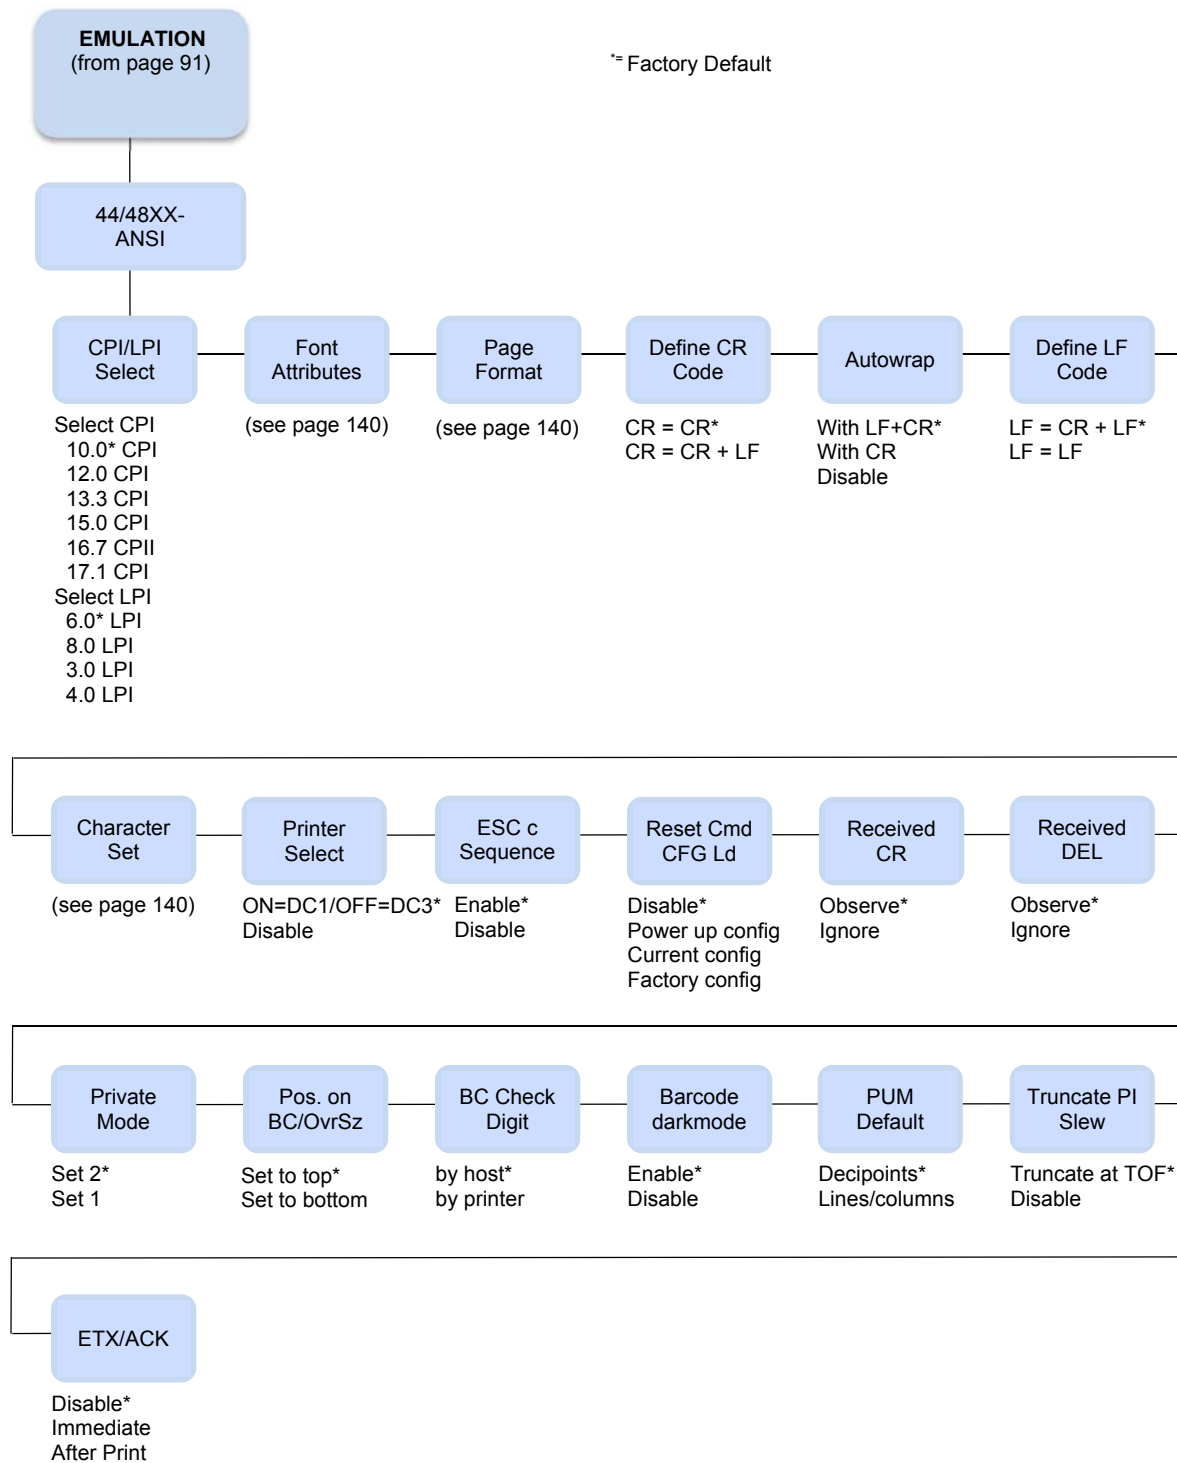 EMULATION
(from page 91)
*= Factory Default
44/48XX-
ANSI
CPI/LPI
Select
Select CPI
10.0* CPI
12.0 CPI
13.3 CPI
15.0 CPI
16.7 CPII
17.1 CPI
Select LPI
6.0* LPI
8.0 LPI
3.0 LPI
4.0 LPI
Font
Attributes
(see page 140)
Page
Format
(see page 140)
Define CR
Code
CR = CR*
CR = CR + LF
Autowrap
With LF+CR*
With CR
Disable
Define LF
Code
LF = CR + LF*
LF = LF
Character
Set
(see page 140)
Printer
Select
ON=DC1/OFF=DC3*
Disable
ESC c
Sequence
Enable*
Disable
Reset Cmd
CFG Ld
Disable*
Power up config
Current config
Factory config
Received
CR
Observe*
Ignore
Received
DEL
Observe*
Ignore
Private
Mode
Set 2*
Set 1
Pos. on
BC/OvrSz
Set to top*
Set to bottom
BC Check
Digit
by host*
by printer
Barcode
darkmode
Enable*
Disable
PUM
Default
Decipoints*
Lines/columns
Truncate PI
Slew
Truncate at TOF*
Disable
ETX/ACK
Disable*
Immediate
After Print